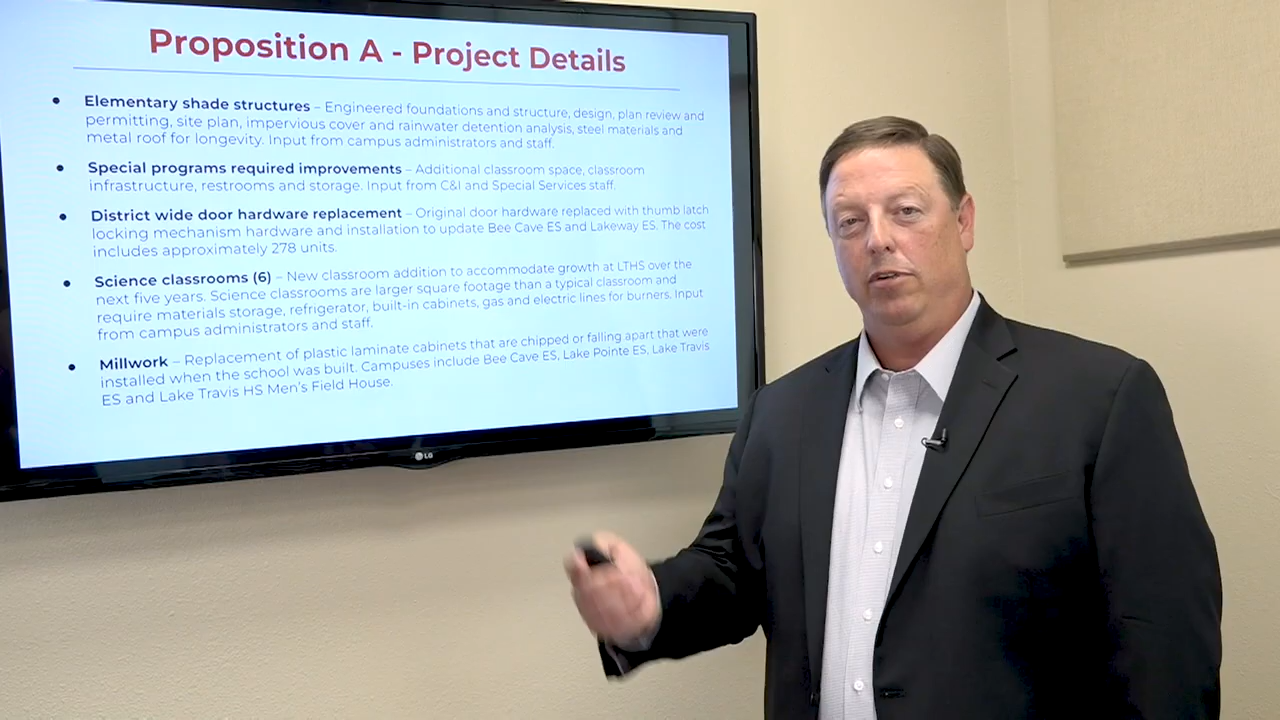 Proposition A - Project Details
• Elementary shade structures – Engineered foundations and structure, design, plan review and
permitting, site plan, impervious cover and rainwater detention analysis, steel materials and
metal roof for longevity. Input from campus administrators and staff.
• Special programs required improvements – Additional classroom space, classroom
infrastructure, restrooms and storage. Input from C&I and Special Services staff.
• District wide door hardware replacement – Original door hardware replaced with thumb latch
locking mechanism hardware and installation to update Bee Cave ES and Lakeway ES. The cost
includes approximately 278 units.
• Science classrooms (6) – New classroom addition to accommodate growth at LTHS over the
next five years. Science classrooms are larger square footage than a typical classroom and
require materials storage, refrigerator, built-in cabinets, gas and electric lines for burners. Input
from campus administrators and staff.
• Millwork – Replacement of plastic laminate cabinets that are chipped or falling apart that were
installed when the school was built. Campuses include Bee Cave ES, Lake Pointe ES, Lake Travis
ES and Lake Travis HS Men's Field House.
LG